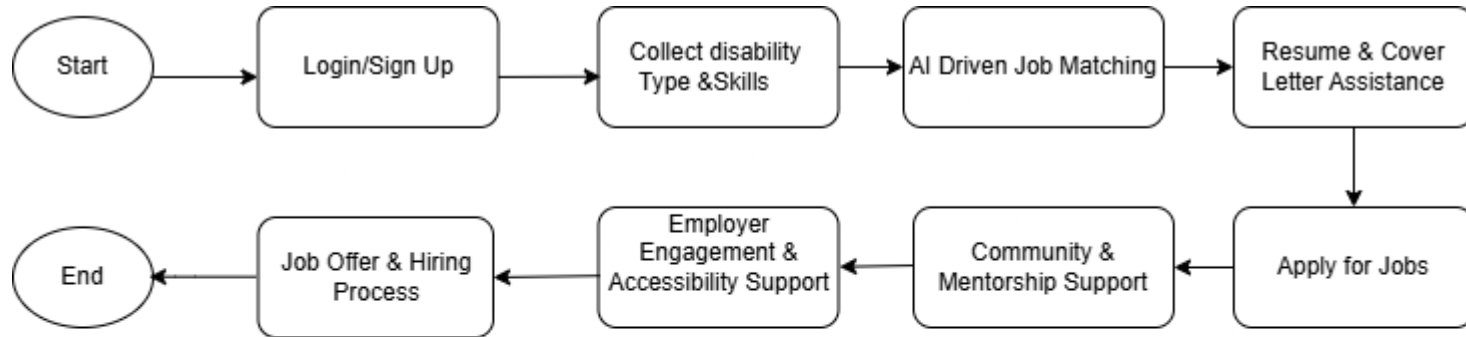 Start
Login/Sign Up
Collect disability
Type &Skills
AI Driven Job Matching
Resume & Cover
Letter Assistance
Apply for Jobs
Community &
Mentorship Support
Employer
Engagement &
Accessibility Support
Job Offer & Hiring
Process
End